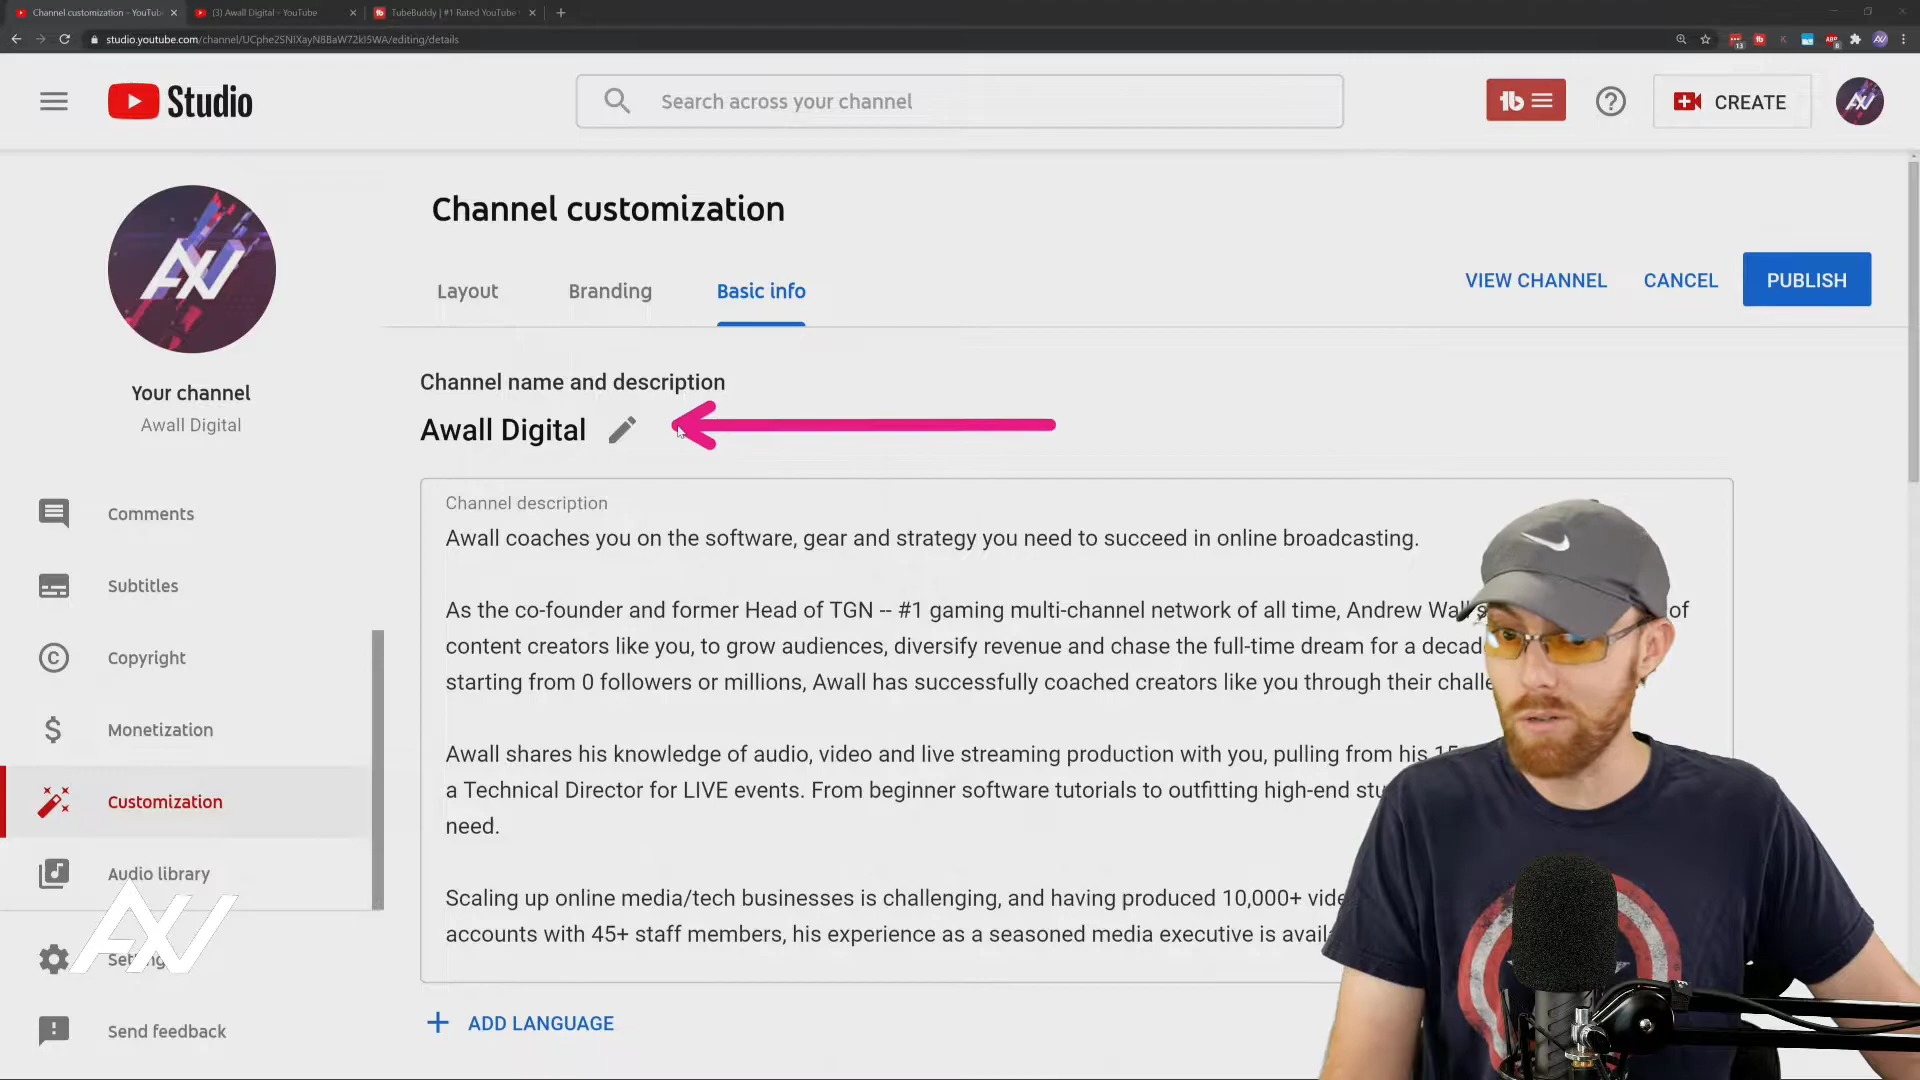 Channel customization - YouTub
(3) Awall Digital - YouTube
TubeBuddy | #1 Rated YouTube
studio.youtube.com/channel/UCphe2SNIXayN8BaW72kI5WA/editing/details
Studio
Search across your channel
CREATE
Channel customization
Layout
Branding
Basic info
VIEW CHANNEL
CANCEL
PUBLISH
Your channel
Awall Digital
Comments
Subtitles
Copyright
Monetization
Customization
Audio library
Send feedback
Channel name and description
Awall Digital
Channel description
Awall coaches you on the software, gear and strategy you need to succeed in online broadcasting.
As the co-founder and former Head of TGN -- #1 gaming multi-channel network of all time, Andrew Wall of
content creators like you, to grow audiences, diversify revenue and chase the full-time dream for a
starting from 0 followers or millions, Awall has successfully coached creators like you through their
Awall shares his knowledge of audio, video and live streaming production with you, pulling from his
a Technical Director for LIVE events. From beginner software tutorials to outfitting high-end
need.
Scaling up online media/tech businesses is challenging, and having produced 10,000+
accounts with 45+ staff members, his experience as a seasoned media executive is
ADD LANGUAGE